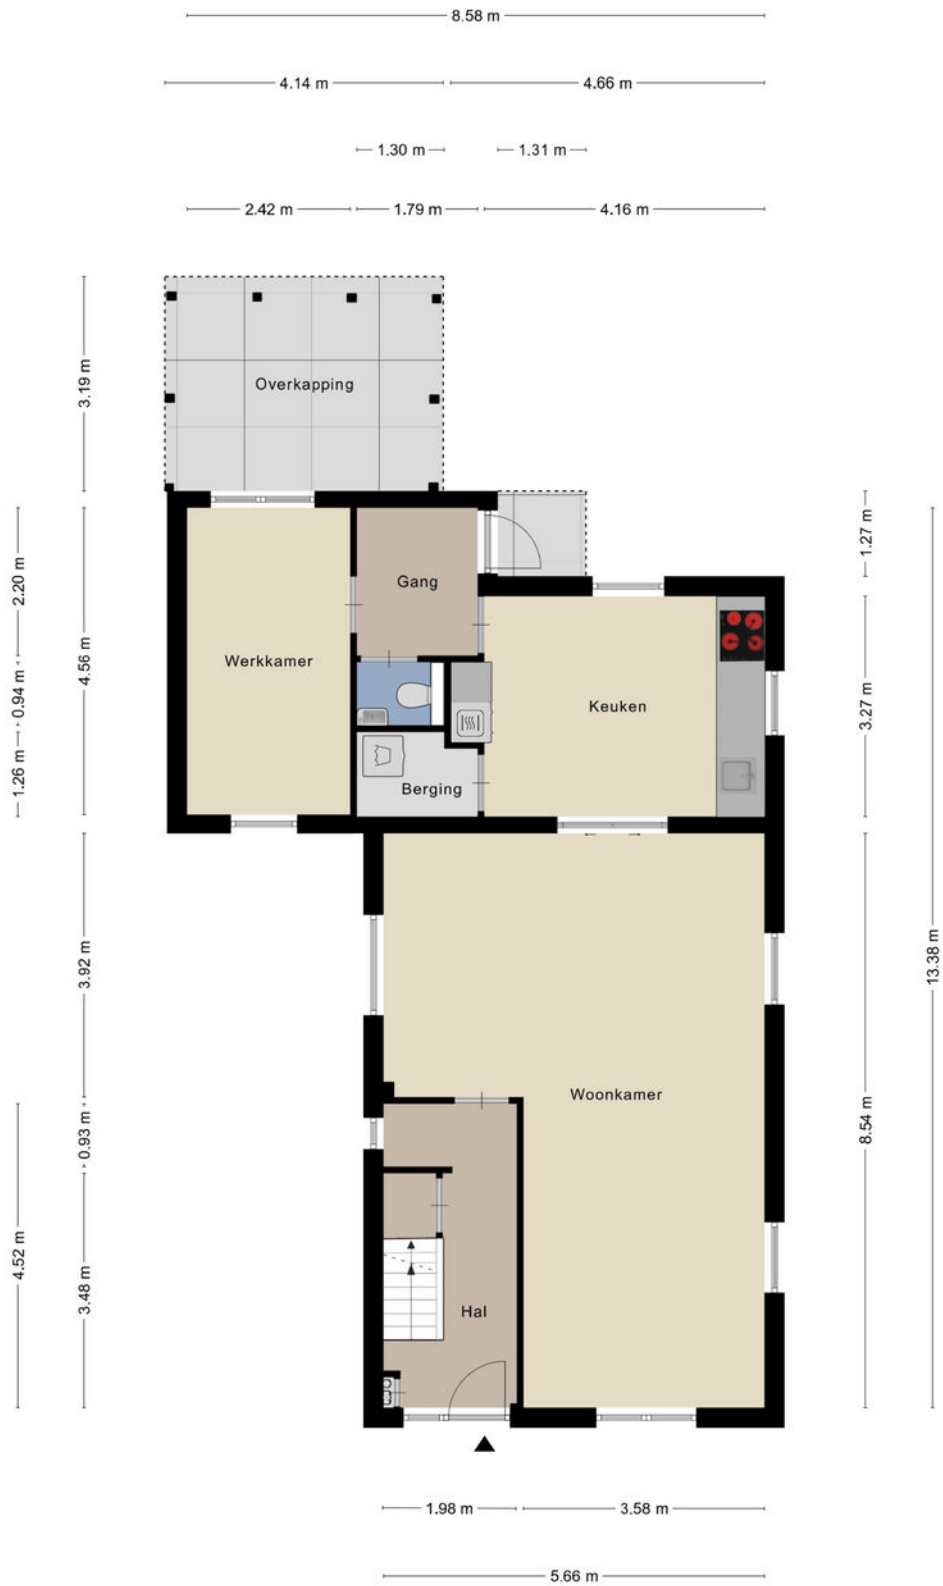 8.58 m
4.14 m
4.66 m
1.30 m
1.31 m
2.42 m
1.79 m
4.16 m
3.19 m
Overkapping
1.27 m
2.20 m
Gang
4.56 m
Werkkamer
0.94 m
Keuken
3.27 m
1.26 m
Berging
3.92 m
13.38 m
Woonkamer
8.54 m
0.93 m
4.52 m
3.48 m
Hal
1.98 m
3.58 m
5.66 m